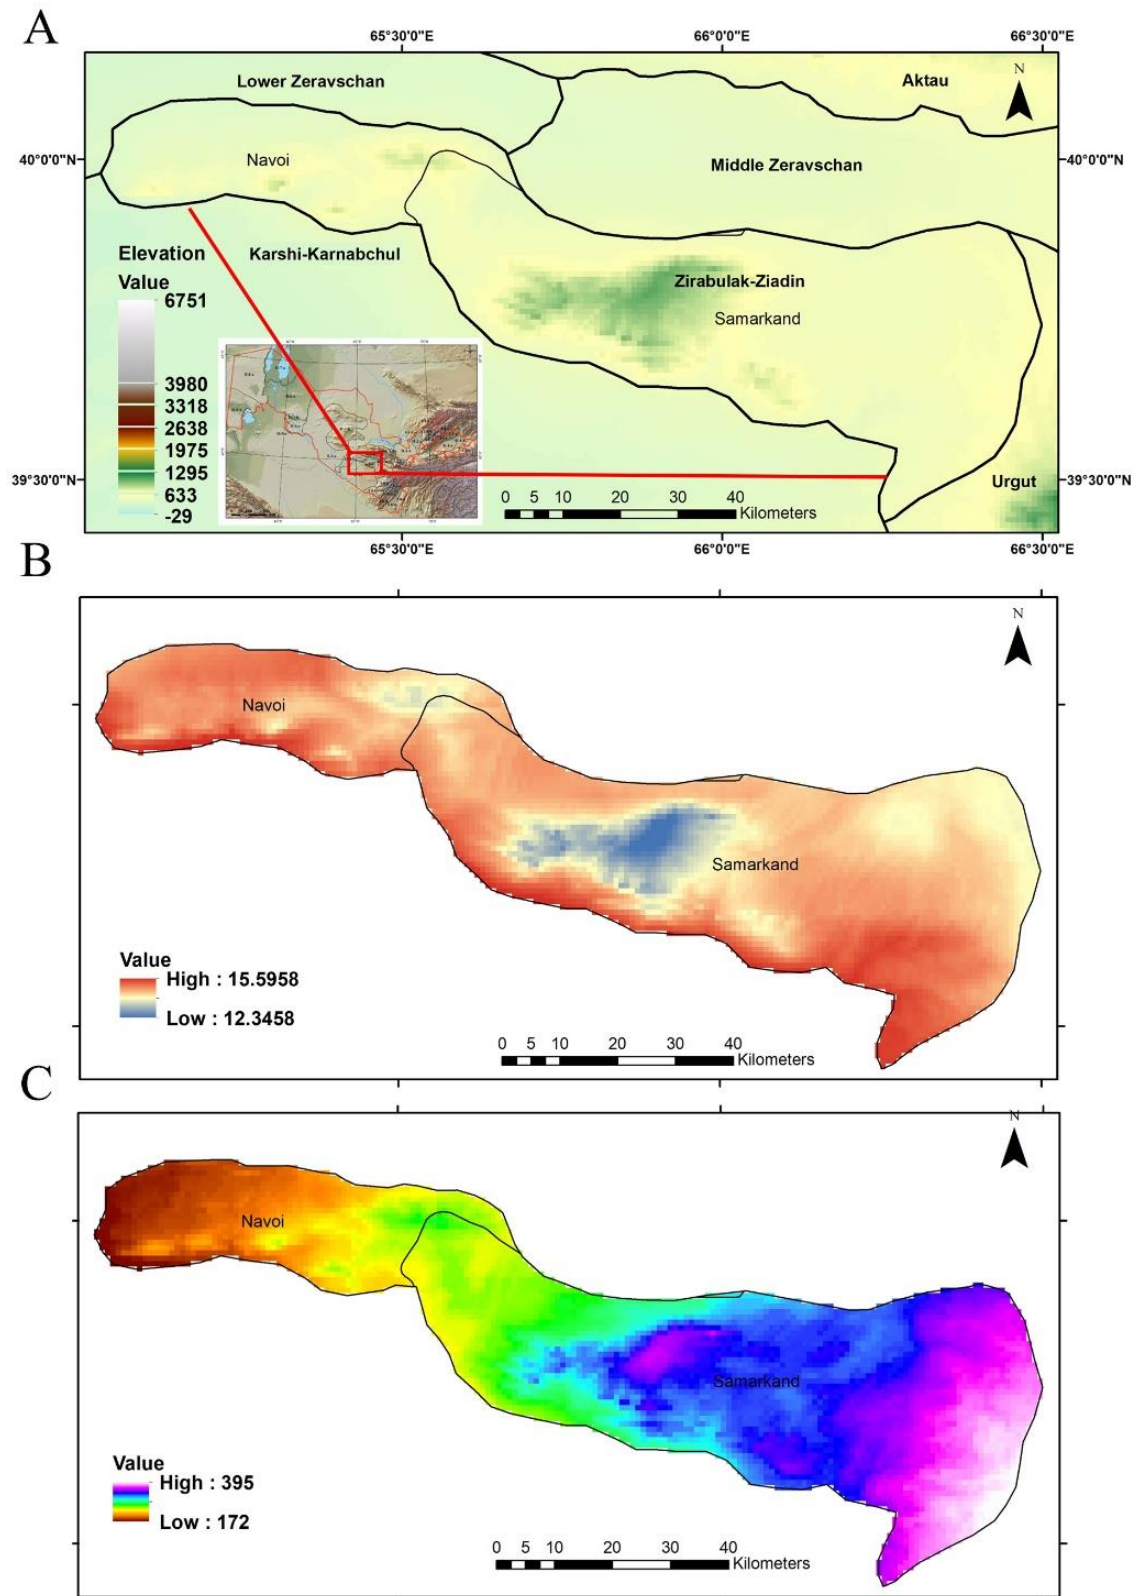 A
65°30'0"E 66°0'0"E 66°30'0"E
N
Lower Zeravschan
Aktau
40°0'0"N
Navoi
Middle Zeravschan
40°0'0"N
Karshi-Karnabchul
Elevation
Value
6751
3980
3318
2638
1975
1295
633
-29
Zirabulak-Ziadin
Samarkand
Urgut
39°30'0"N
39°30'0"N
0 5 10 20 30 40
Kilometers
65°30'0"E 66°0'0"E 66°30'0"E
B
N
Navoi
Samarkand
Value
High : 15.5958
Low : 12.3458
0 5 10 20 30 40
Kilometers
C
N
Navoi
Samarkand
Value
High : 395
Low : 172
0 5 10 20 30 40
Kilometers